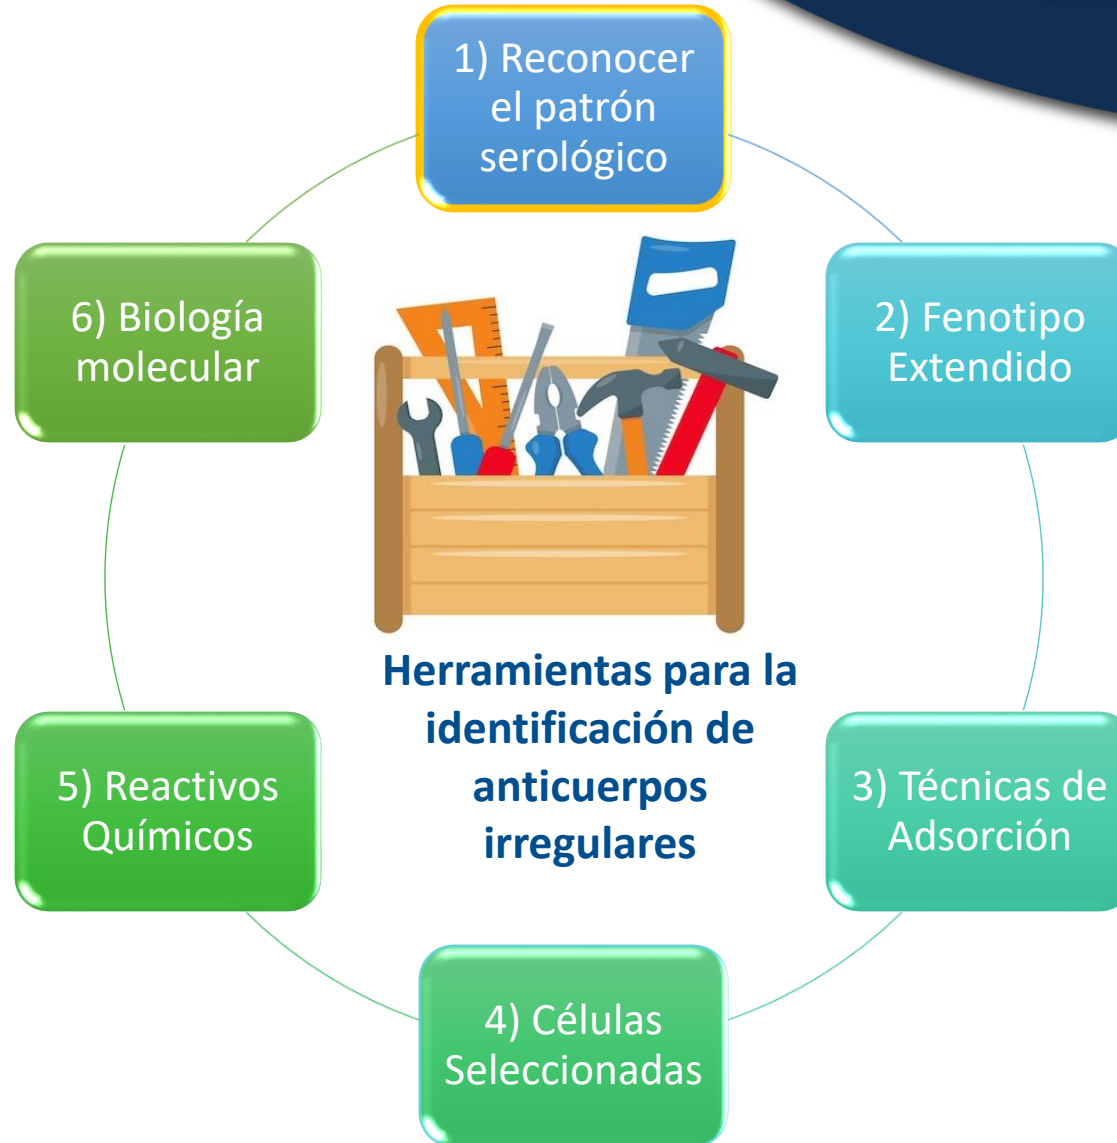 1) Reconocer
el patrón
serológico
2) Fenotipo
Extendido
3) Técnicas de
Adsorción
4) Células
Seleccionadas
5) Reactivos
Químicos
6) Biología
molecular
Herramientas para la
identificación de
anticuerpos
irregulares